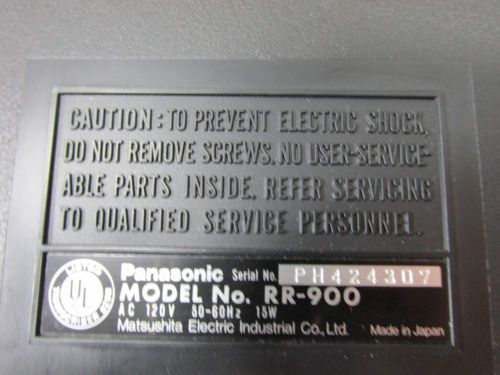 CAUTION: TO PREVENT ELECTRIC SHOCK,
DO NOT REMOVE SCREWS. NO USER-SERVICE-
ABLE PARTS INSIDE. REFER SERVICING
TO QUALIFIED SERVICE PERSONNEL.
LISTED
UL
Panasonic Serial No. PH424307
MODEL No. RR-900
AC 120V 50-60Hz 15W
Matsushita Electric Industrial Co., Ltd. Made in Japan